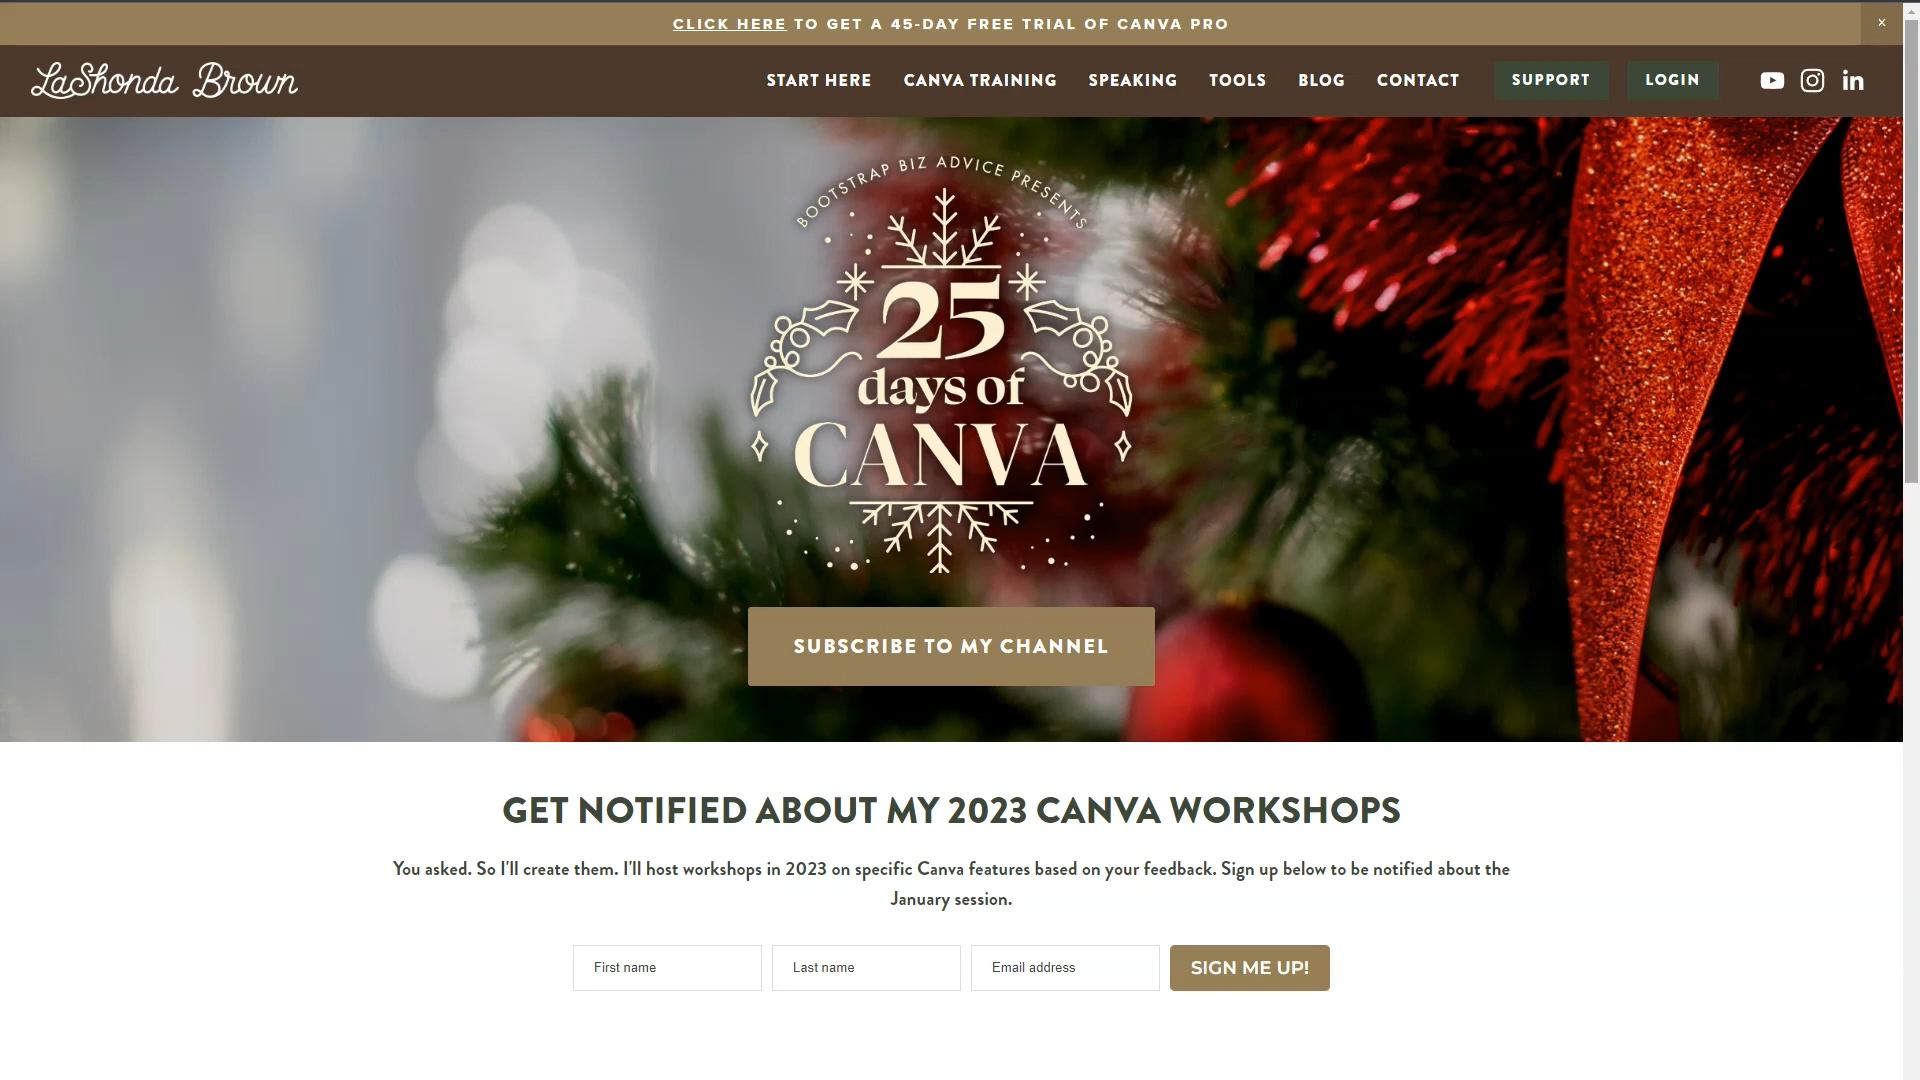 CLICK HERE TO GET A 45-DAY FREE TRIAL OF CANVA PRO
×
LaShonda Brown
START HERE CANVA TRAINING SPEAKING TOOLS BLOG CONTACT SUPPORT LOGIN
BOOTSTRAP BIZ ADVICE PRESENTS
25
days of
CANVA
SUBSCRIBE TO MY CHANNEL
GET NOTIFIED ABOUT MY 2023 CANVA WORKSHOPS
You asked. So I'll create them. I'll host workshops in 2023 on specific Canva features based on your feedback. Sign up below to be notified about the
January session.
First name Last name Email address SIGN ME UP!